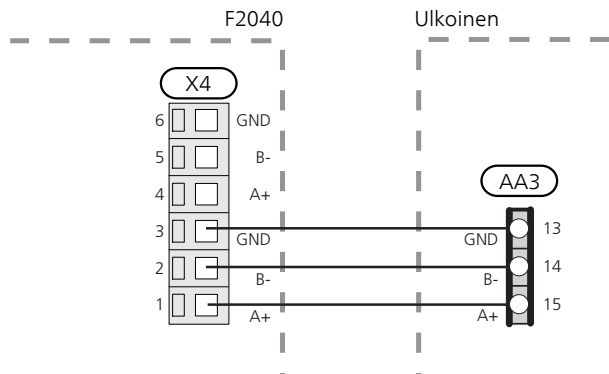 F2040 Ulkoinen
X4
6 GND
5 B-
4 A+
AA3
3 GND GND 13
2 B- B- 14
1 A+ A+ 15